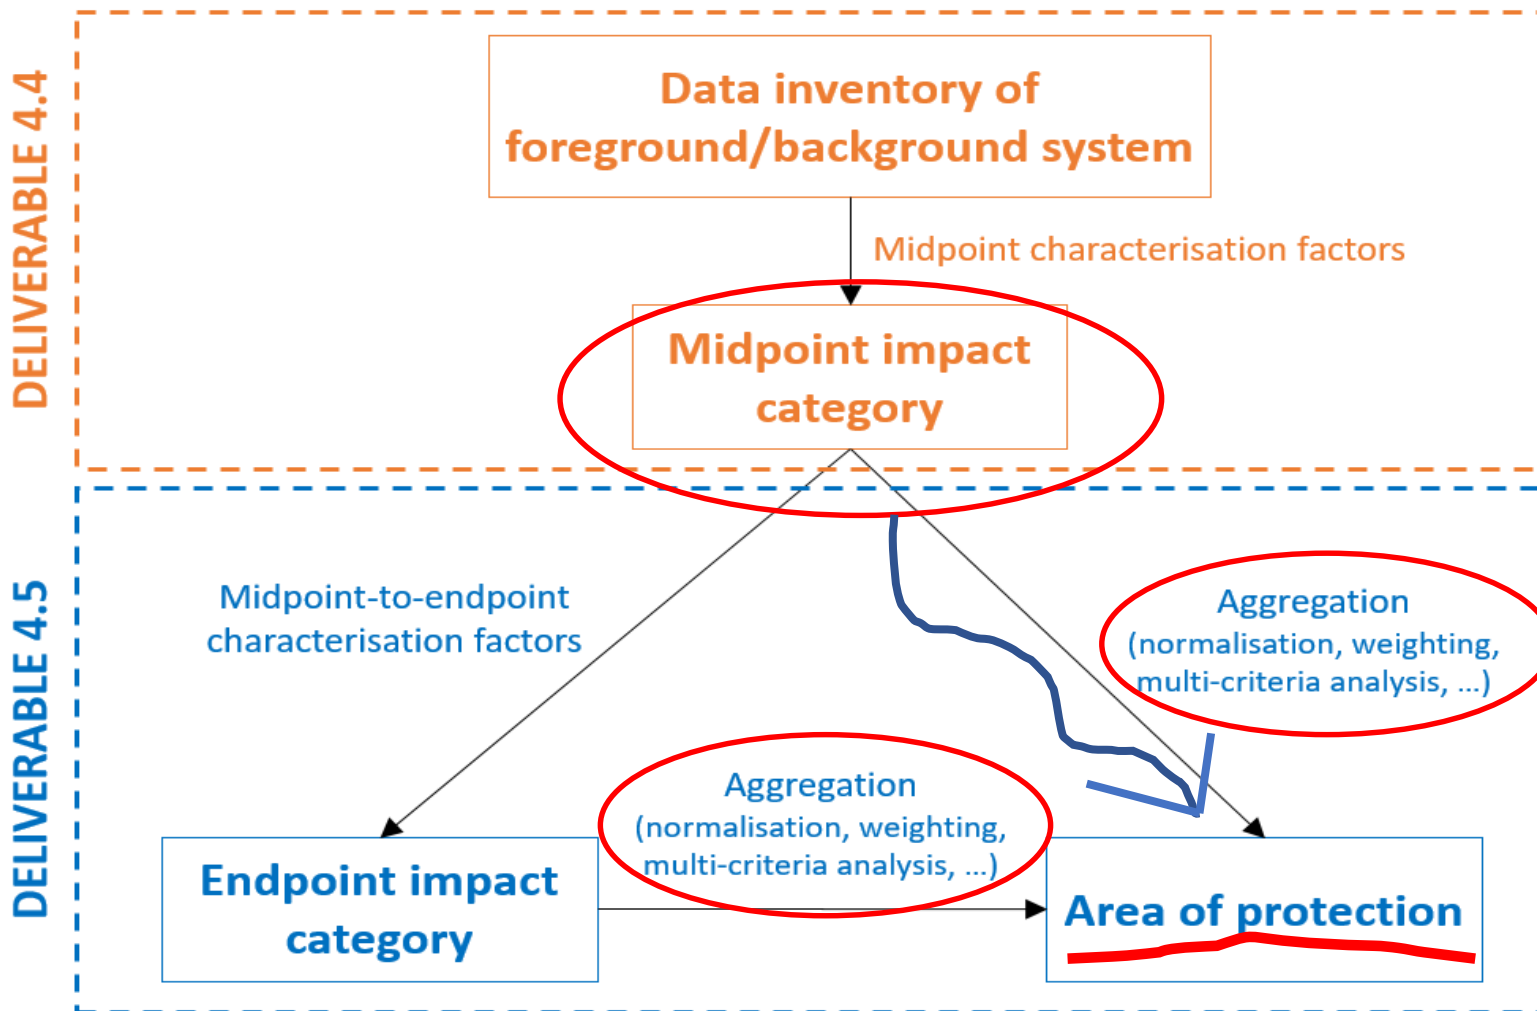 DELIVERABLE 4.4
Data inventory of
foreground/background system
Midpoint characterisation factors
Midpoint impact
category
DELIVERABLE 4.5
Midpoint-to-endpoint
characterisation factors
Aggregation
(normalisation, weighting,
multi-criteria analysis, ...)
Aggregation
(normalisation, weighting,
multi-criteria analysis, ...)
Endpoint impact
category
Area of protection